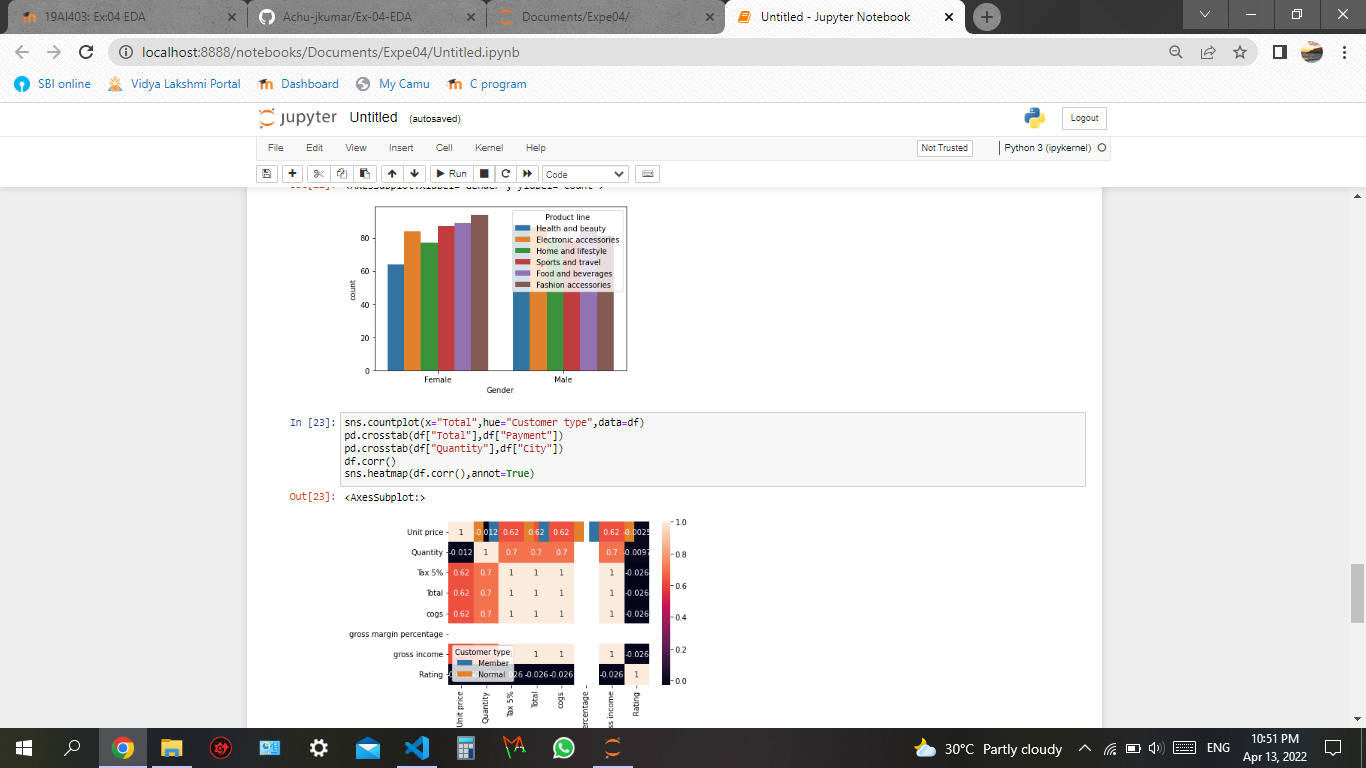 19AI403: Ex:04 EDA
Achu-jkumar/Ex-04-EDA
Documents/Expe04/
Untitled - Jupyter Notebook
localhost:8888/notebooks/Documents/Expe04/Untitled.ipynb
SBI online
Vidya Lakshmi Portal
Dashboard
My Camu
C program
jupyter Untitled (autosaved)
Logout
File Edit View Insert Cell Kernel Help
Not Trusted
Python 3 (ipykernel)
Run
Code
80
60
40
20
0
count
Product line
Health and beauty
Electronic accessories
Home and lifestyle
Sports and travel
Food and beverages
Fashion accessories
Female Male
Gender
In [23]:
sns.countplot(x="Total",hue="Customer type",data=df)
pd.crosstab(df["Total"],df["Payment"])
pd.crosstab(df["Quantity"],df["City"])
df.corr()
sns.heatmap(df.corr(),annot=True)
Out[23]: <AxesSubplot:>
Unit price 1 -0.012 0.62 0.62 0.62 0.62 -0.0025
Quantity -0.012 1 0.7 0.7 0.7 0.7 -0.0097
Tax 5% 0.62 0.7 1 1 1 1 -0.026
Total 0.62 0.7 1 1 1 1 -0.026
cogs 0.62 0.7 1 1 1 1 -0.026
gross margin percentage
gross income 1 1 1 -0.026
Rating -0.026 -0.026 -0.026 1
Customer type
Member
Normal
1.0
0.8
0.6
0.4
0.2
0.0
Unit price
Quantity
Tax 5%
Total
cogs
Rating
30°C Partly cloudy
ENG
10:51 PM
Apr 13, 2022